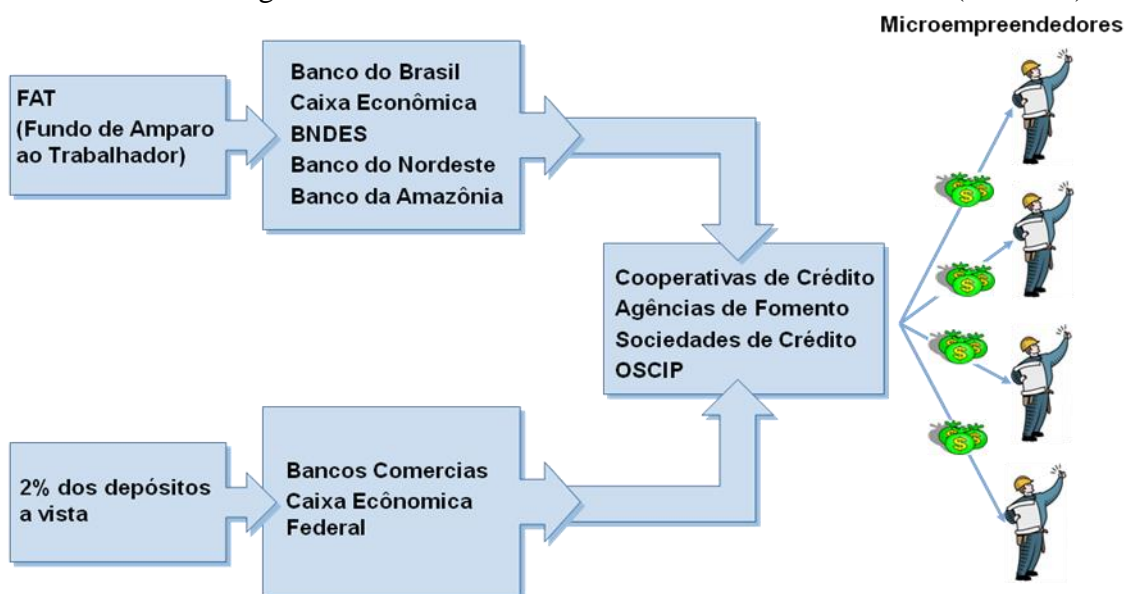 Microempreendedores
FAT
(Fundo de Amparo
ao Trabalhador)
Banco do Brasil
Caixa Econômica
BNDES
Banco do Nordeste
Banco da Amazônia
Cooperativas de Crédito
Agências de Fomento
Sociedades de Crédito
OSCIP
2% dos depósitos
a vista
Bancos Comercias
Caixa Ecônomica
Federal
$
$
$
$